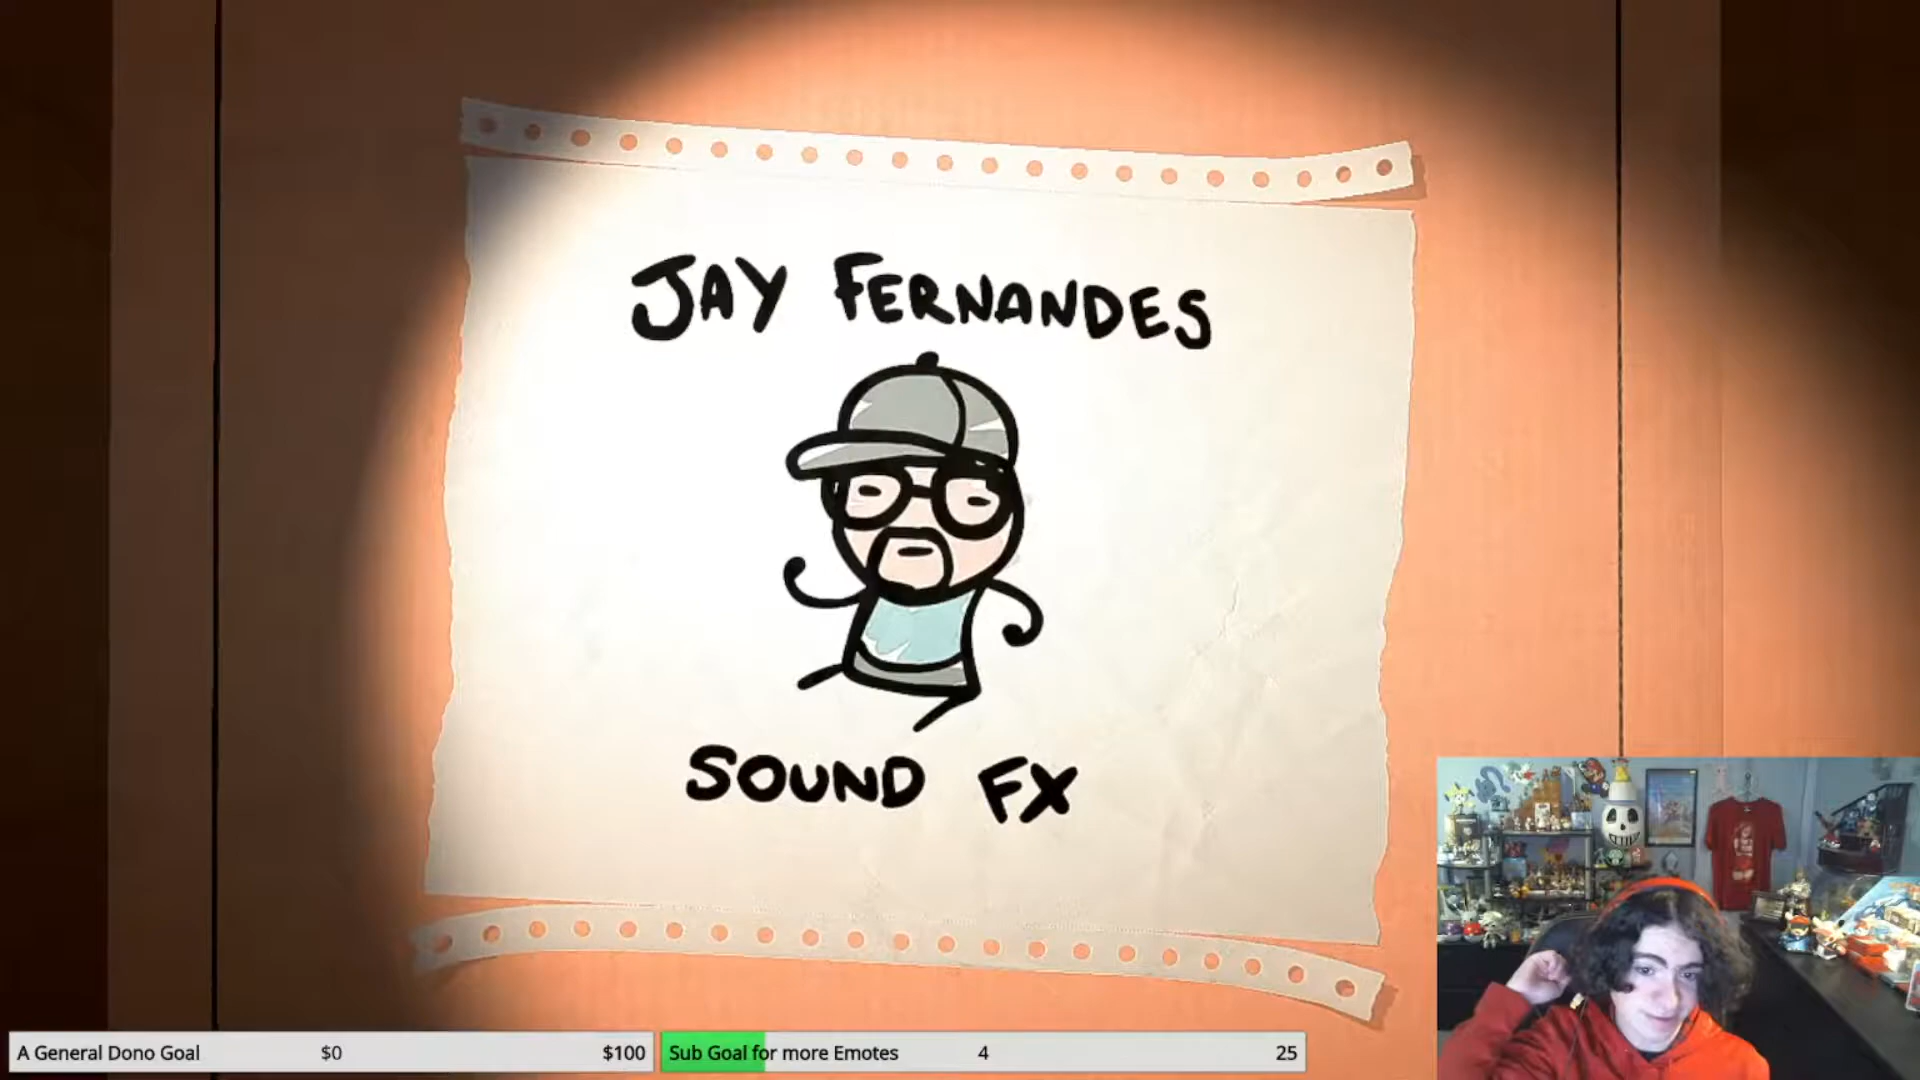 JAY FERNANDES
SOUND FX
A General Dono Goal $0 $100
Sub Goal for more Emotes 4 25